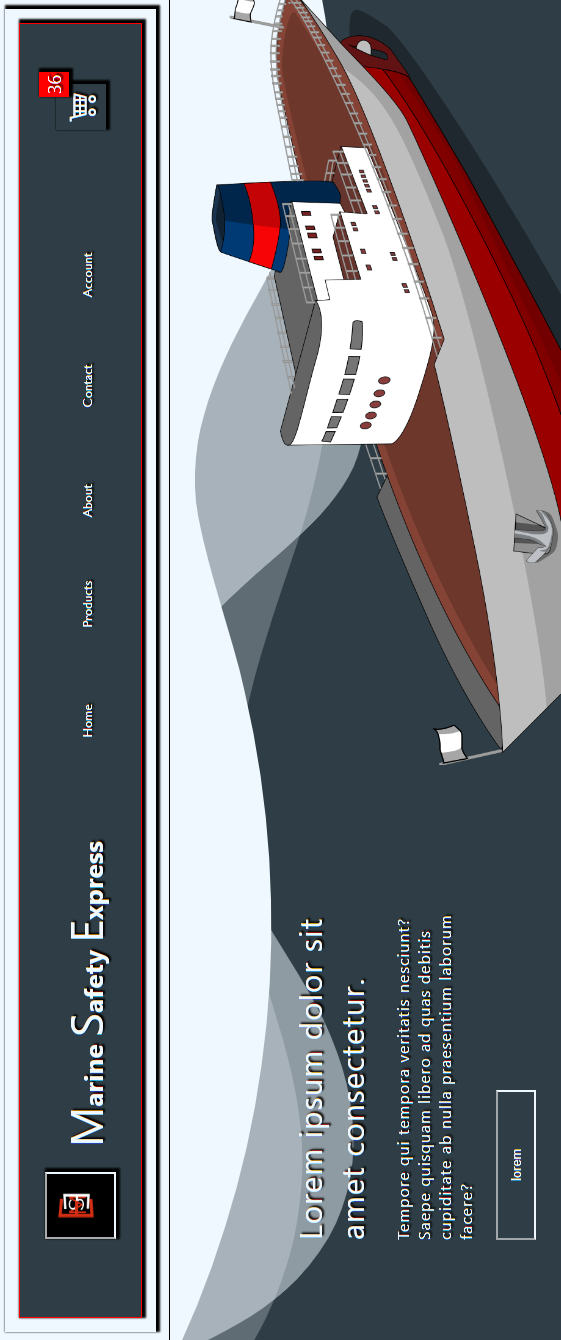 Marine Safety Express
Home
Products
About
Contact
Account
36
Lorem ipsum dolor sit
amet consectetur.
Tempore qui tempora veritatis nesciunt?
Saepe quisquam libero ad quas debitis
cupiditate ab nulla praesentium laborum
facere?
lorem